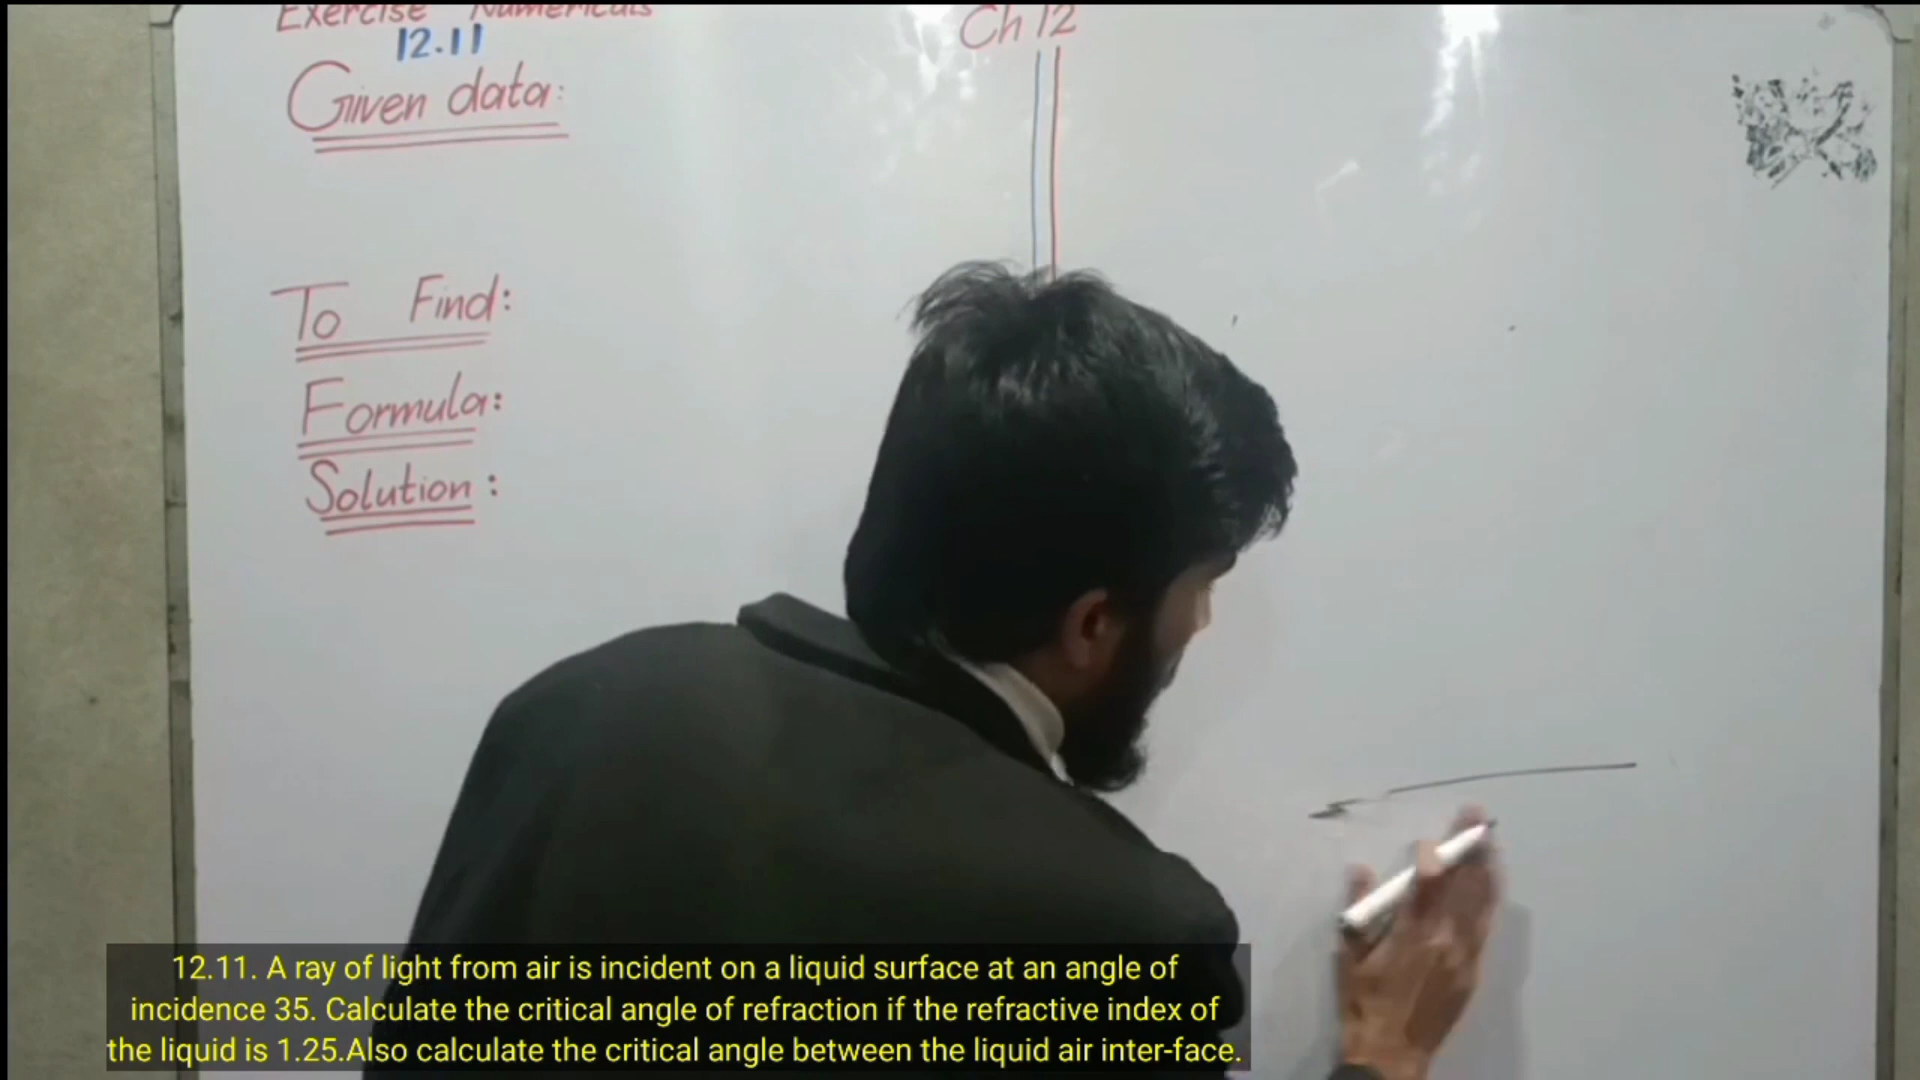 Exercise Numericals
12.11
Ch 12
Given data:
To Find:
Formula:
Solution:
12.11. A ray of light from air is incident on a liquid surface at an angle of
incidence 35. Calculate the critical angle of refraction if the refractive index of
the liquid is 1.25.Also calculate the critical angle between the liquid air inter-face.